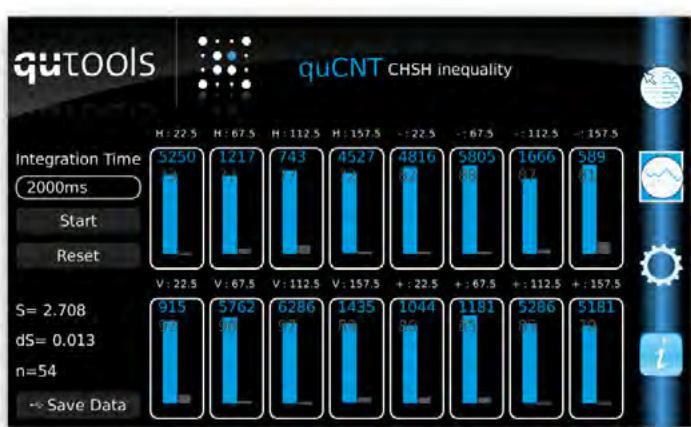 qutools
quCNT CHSH inequality
H : 22.5 H : 67.5 H : 112.5 H : 157.5 -: 22.5 -: 67.5 -: 112.5 -: 157.5
Integration Time
5250 1217 743 4527 4816 5805 1666 589
2000ms
Start
Reset
V : 22.5 V : 67.5 V : 112.5 V : 157.5 + : 22.5 + : 67.5 + : 112.5 + : 157.5
915 5762 6286 1435 1044 1181 5286 5181
S= 2.708
dS= 0.013
n=54
Save Data
i